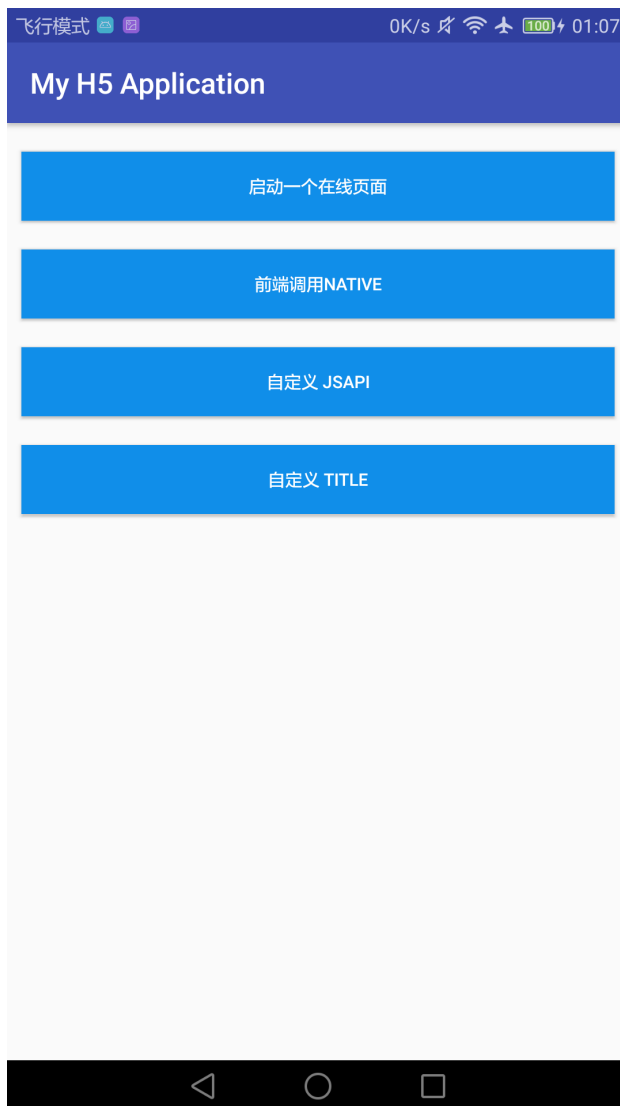 飞行模式 0K/s 100 01:07
My H5 Application
启动一个在线页面
前端调用NATIVE
自定义 JSAPI
自定义 TITLE